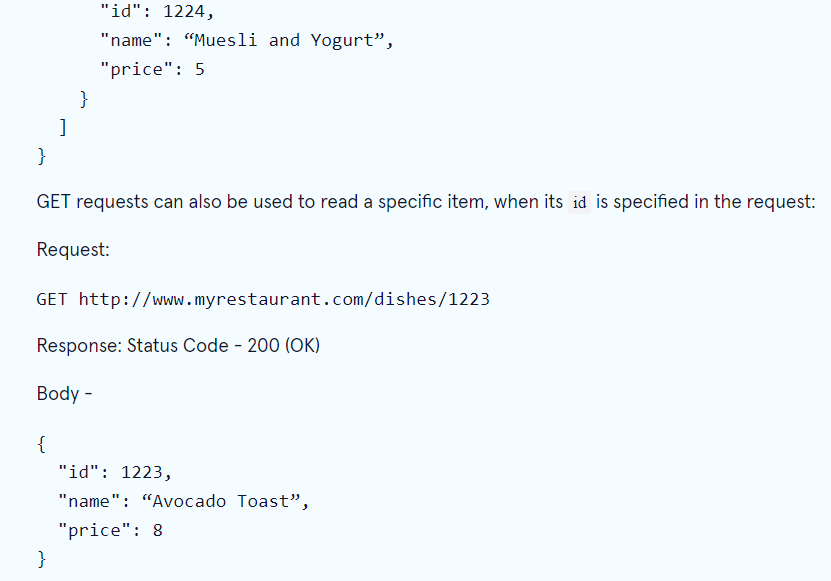 "id": 1224,
"name": “Muesli and Yogurt”,
"price": 5
}
]
}
GET requests can also be used to read a specific item, when its id is specified in the request:
Request:
GET http://www.myrestaurant.com/dishes/1223
Response: Status Code - 200 (OK)
Body -
{
"id": 1223,
"name": “Avocado Toast”,
"price": 8
}